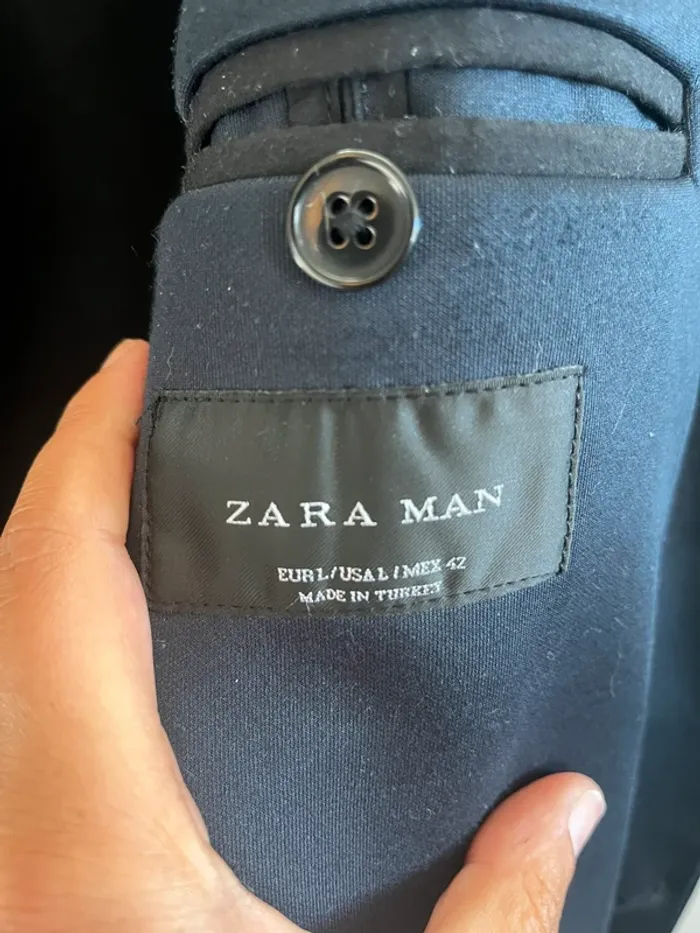 ZARA MAN
EUR L/USA L/MEX 42
MADE IN TURKEY